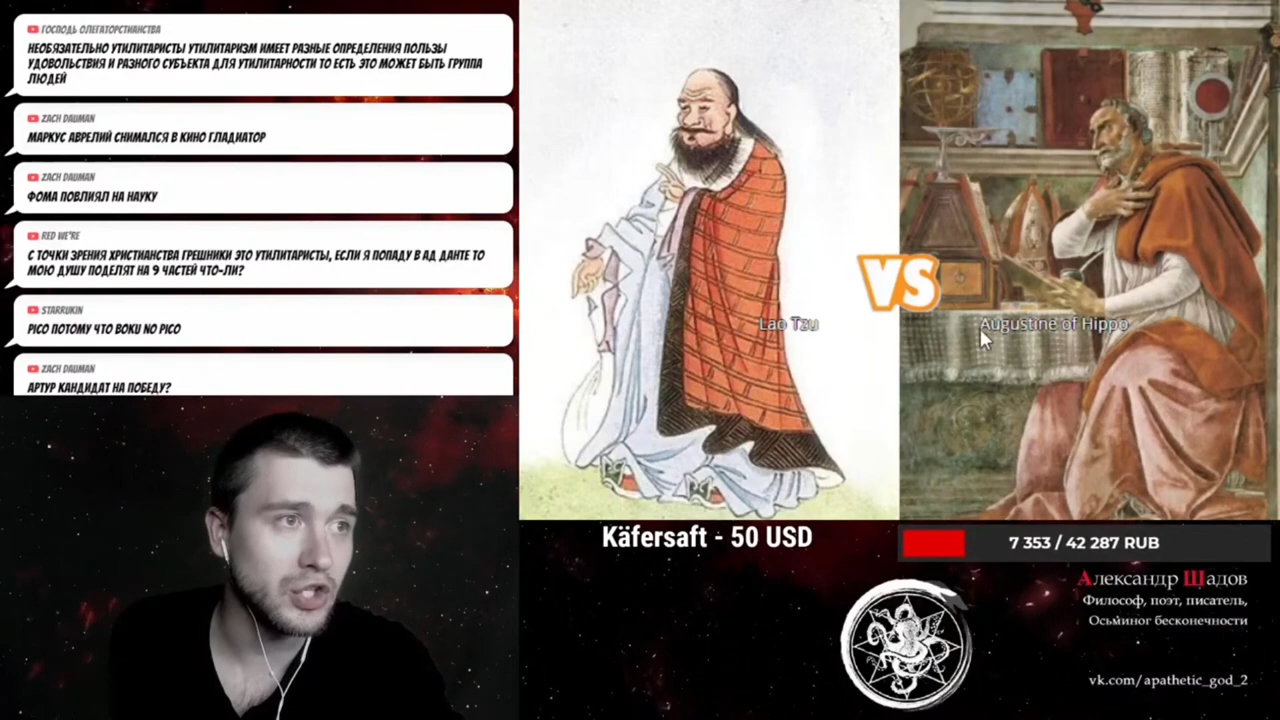 ГОСПОДЬ ОЛЕГАТОРСТИАНСТВА
НЕОБЯЗАТЕЛЬНО УТИЛИТАРИСТЫ УТИЛИТАРИЗМ ИМЕЕТ РАЗНЫЕ ОПРЕДЕЛЕНИЯ ПОЛЬЗЫ
УДОВОЛЬСТВИЯ И РАЗНОГО СУБЪЕКТА ДЛЯ УТИЛИТАРНОСТИ ТО ЕСТЬ ЭТО МОЖЕТ БЫТЬ ГРУППА
ЛЮДЕЙ
ZACH DAUMAN
МАРКУС АВРЕЛИЙ СНИМАЛСЯ В КИНО ГЛАДИАТОР
ZACH DAUMAN
ФОМА ПОВЛИЯЛ НА НАУКУ
RED WE'RE
С ТОЧКИ ЗРЕНИЯ ХРИСТИАНСТВА ГРЕШНИКИ ЭТО УТИЛИТАРИСТЫ, ЕСЛИ Я ПОПАДУ В АД ДАНТЕ ТО
МОЮ ДУШУ ПОДЕЛЯТ НА 9 ЧАСТЕЙ ЧТО-ЛИ?
STARRUKIN
PICO ПОТОМУ ЧТО BOKU NO PICO
ZACH DAUMAN
АРТУР КАНДИДАТ НА ПОБЕДУ?
Lao Tzu
VS
Augustine of Hippo
Käfersaft - 50 USD
7 353 / 42 287 RUB
Александр Шадов
Философ, поэт, писатель,
Осьминог бесконечности
vk.com/apathetic_god_2